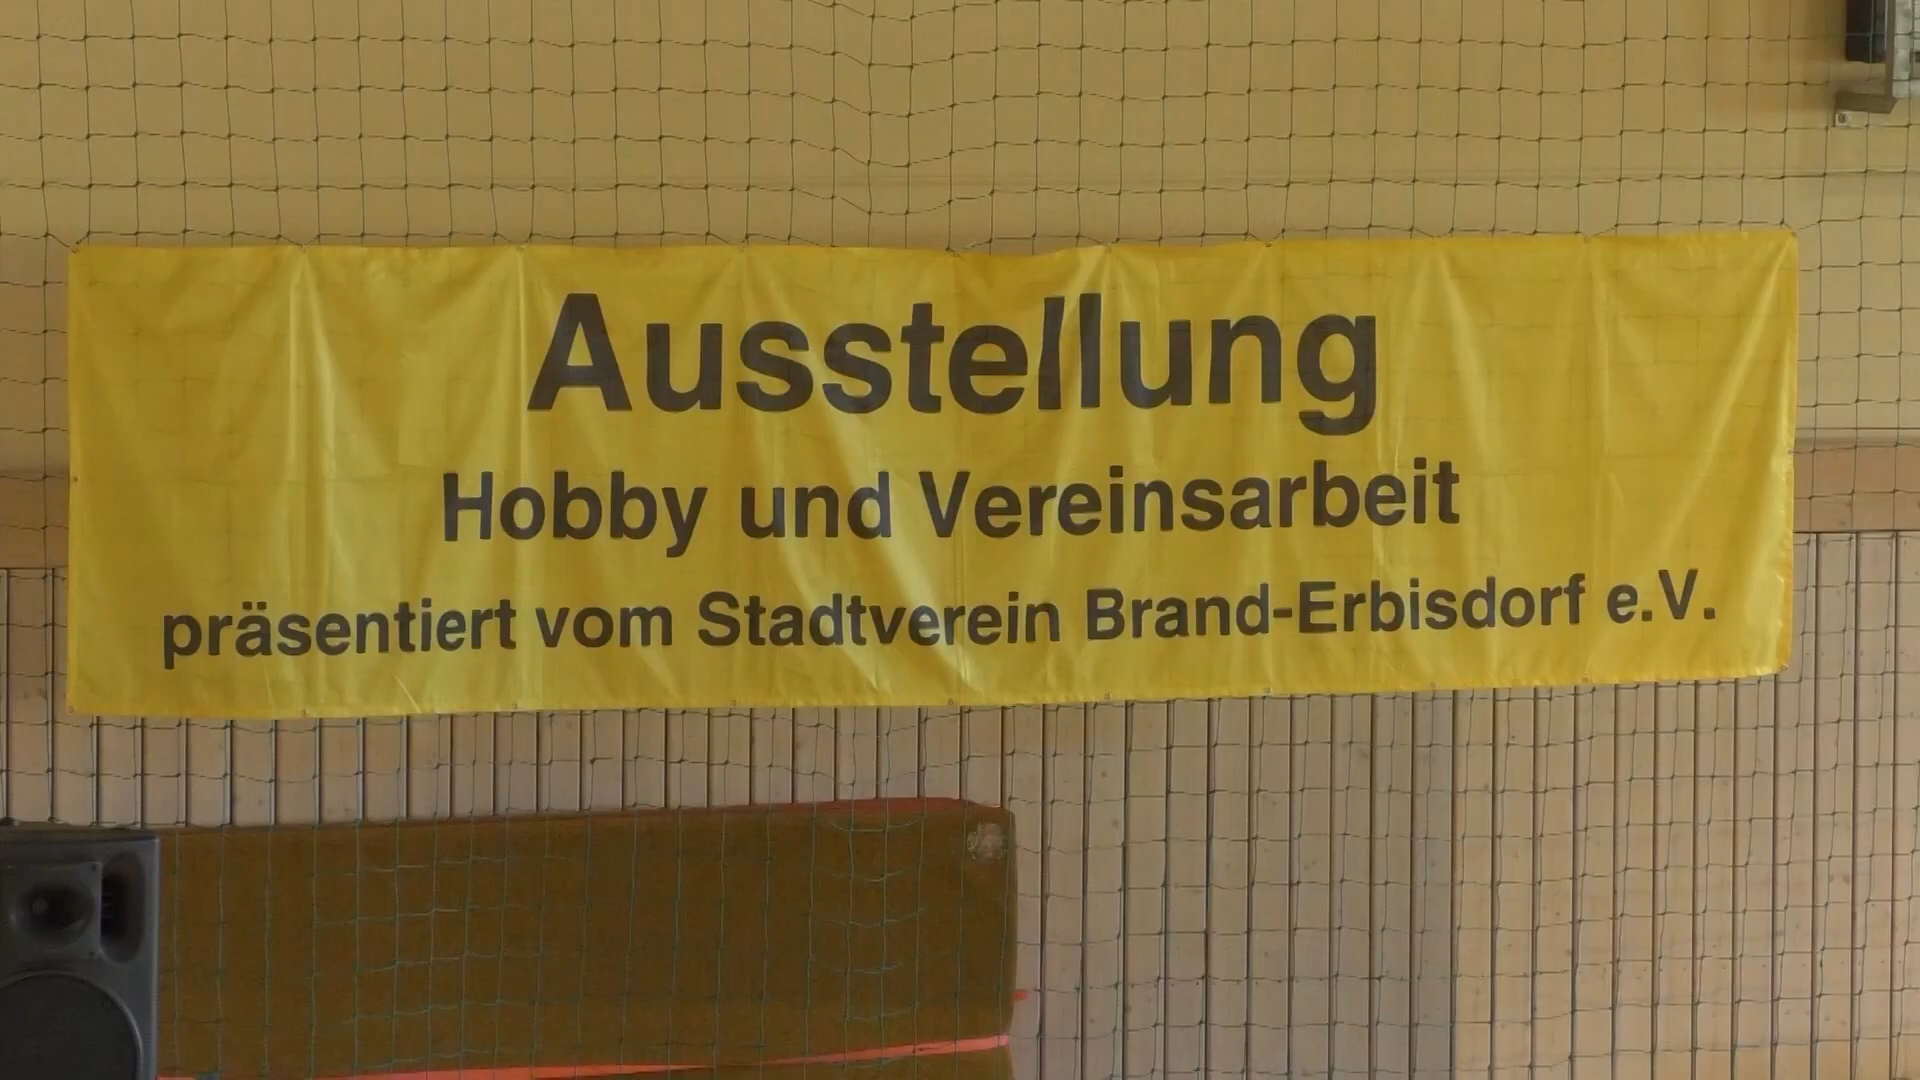 Ausstellung
Hobby und Vereinsarbeit
präsentiert vom Stadtverein Brand-Erbisdorf e.V.